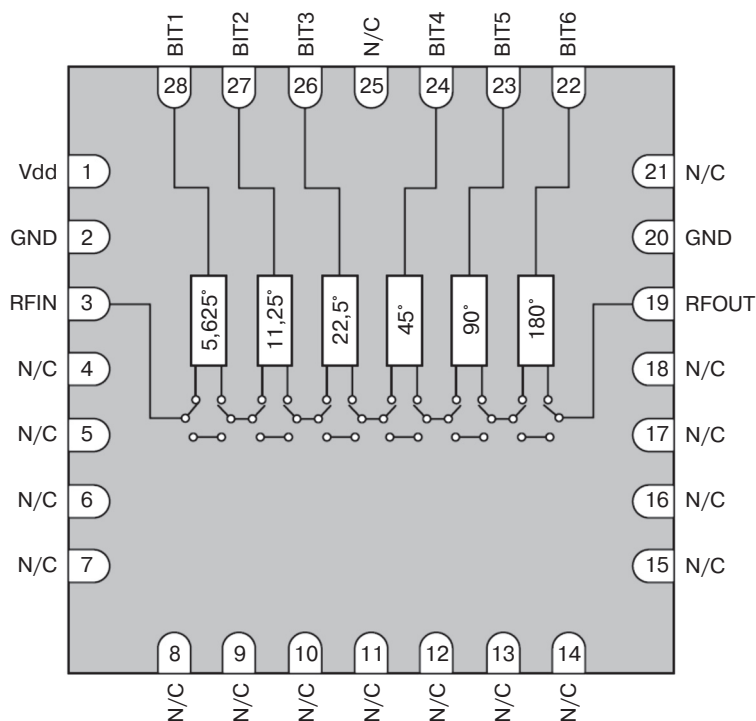 BIT1 BIT2 BIT3 N/C BIT4 BIT5 BIT6
28 27 26 25 24 23 22
Vdd 1
21 N/C
GND 2
20 GND
RFIN 3
19 RFOUT
5,625° 11,25° 22,5° 45° 90° 180°
N/C 4
18 N/C
N/C 5
17 N/C
N/C 6
16 N/C
N/C 7
15 N/C
8 9 10 11 12 13 14
N/C N/C N/C N/C N/C N/C N/C